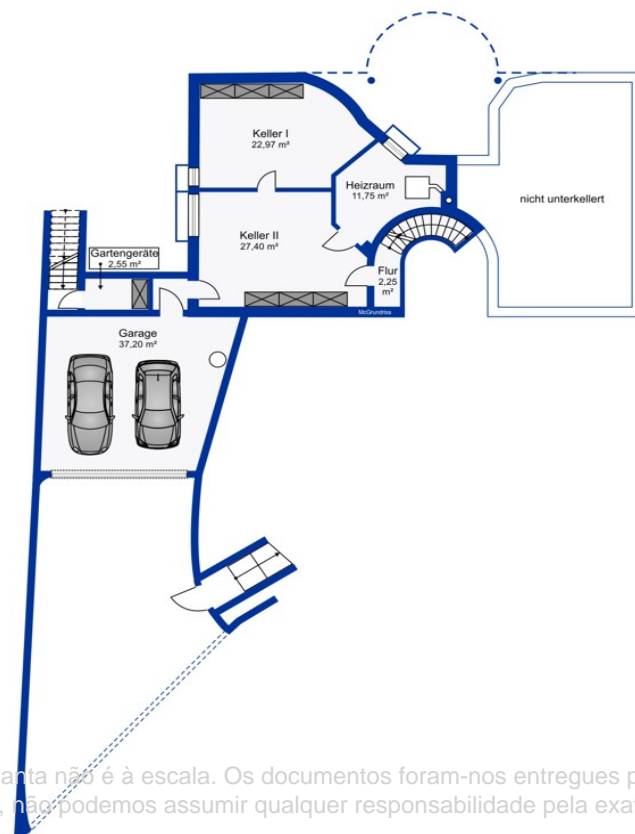 Keller I
22,97 m²
Heizraum
11,75 m²
nicht unterkellert
Keller II
27,40 m²
Gartengeräte
2,55 m²
Flur
2,25
m²
McGrundriss
Garage
37,20 m²
não é à escala. Os documentos foram-nos entregues
não podemos assumir qualquer responsabilidade pela